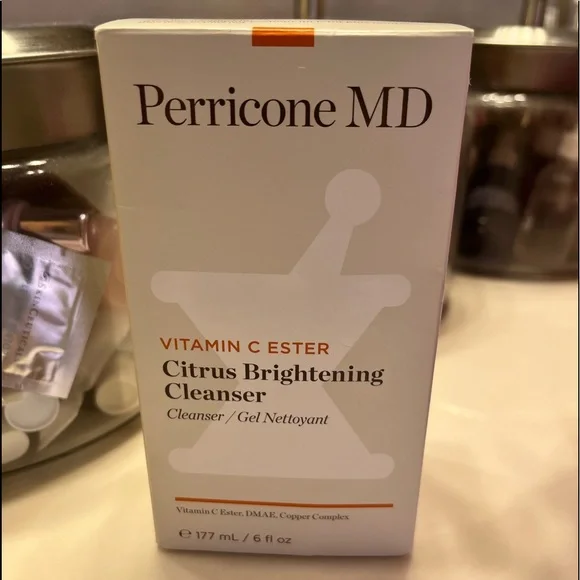 Perricone MD
VITAMIN C ESTER
Citrus Brightening
Cleanser
Cleanser / Gel Nettoyant
Vitamin C Ester, DMAE, Copper Complex
℮ 177 mL / 6 fl oz